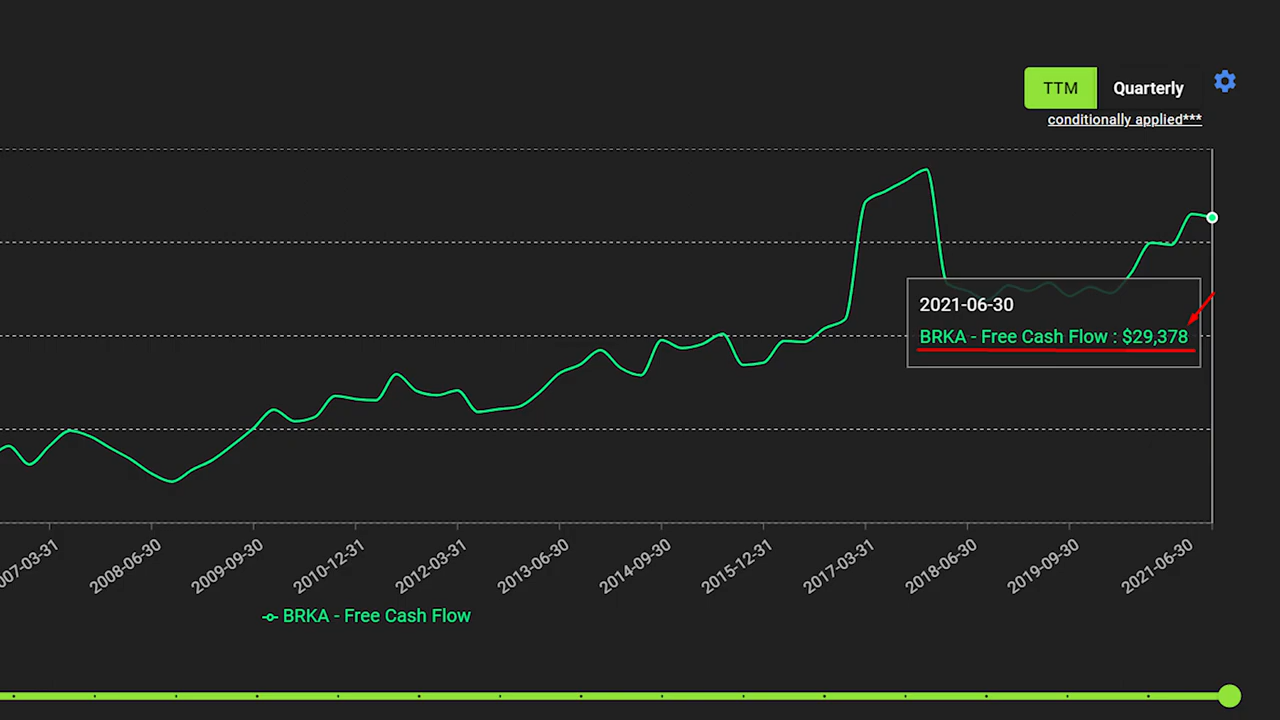 TTM Quarterly
conditionally applied***
2021-06-30
BRKA - Free Cash Flow : $29,378
007-03-31 2008-06-30 2009-09-30 2010-12-31 2012-03-31 2013-06-30 2014-09-30 2015-12-31 2017-03-31 2018-06-30 2019-09-30 2021-06-30
BRKA - Free Cash Flow